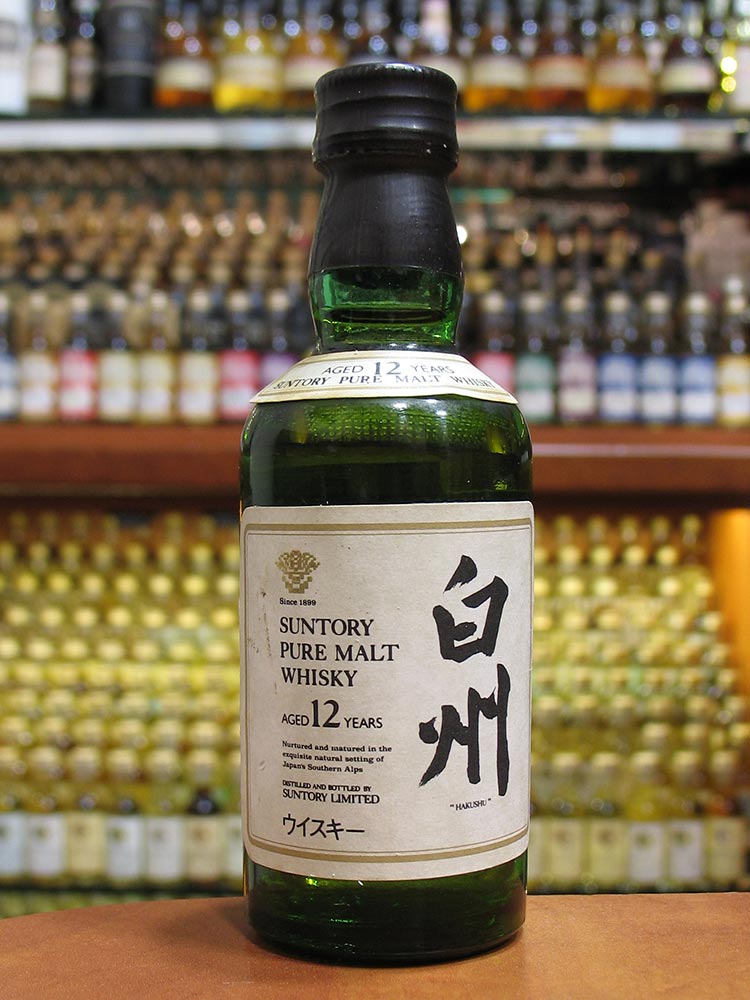 AGED 12 YEARS
SUNTORY PURE MALT WHISKY
Since 1899
SUNTORY
PURE MALT
WHISKY
AGED 12 YEARS
Nurtured and matured in the
exquisite natural setting of
Japan's Southern Alps
DISTILLED AND BOTTLED BY
SUNTORY LIMITED
ウイスキー
白州
"HAKUSHU"